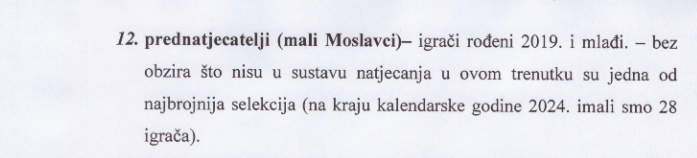 12. prednatjecatelji (mali Moslavci)– igrači rođeni 2019. i mlađi. – bez
obzira što nisu u sustavu natjecanja u ovom trenutku su jedna od
najbrojnija selekcija (na kraju kalendarske godine 2024. imali smo 28
igrača).